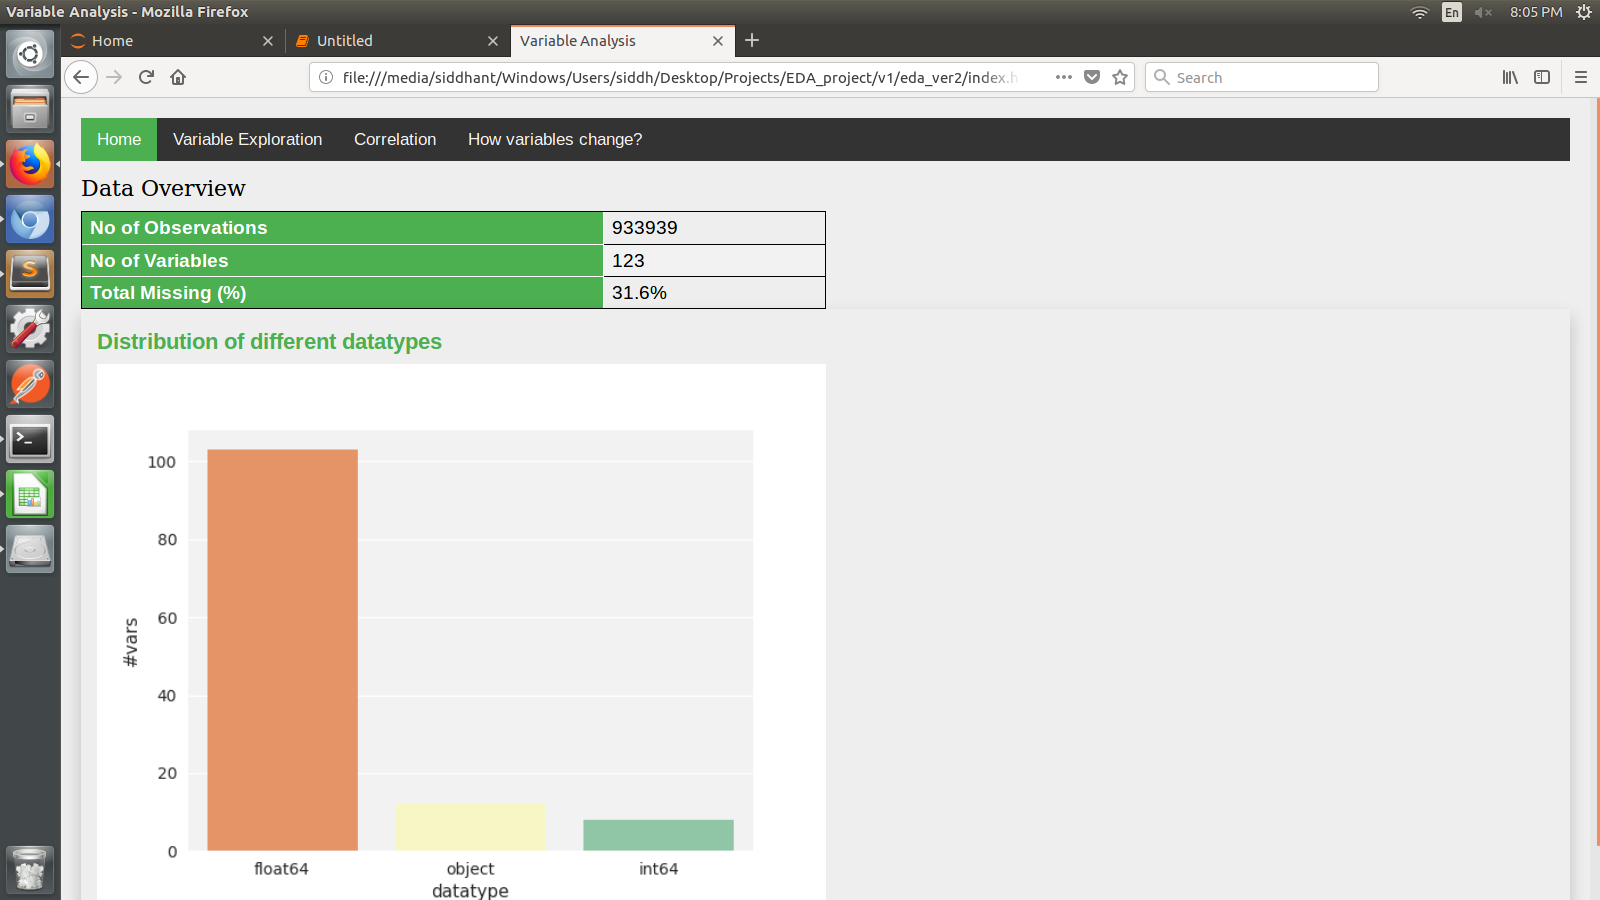 Variable Analysis - Mozilla Firefox
En
8:05 PM
Home
Untitled
Variable Analysis
file:///media/siddhant/Windows/Users/siddh/Desktop/Projects/EDA_project/v1/eda_ver2/index.h
Search
Home Variable Exploration Correlation How variables change?
Data Overview
No of Observations 933939
No of Variables 123
Total Missing (%) 31.6%
Distribution of different datatypes
100
80
60
40
20
0
#vars
float64 object int64
datatype